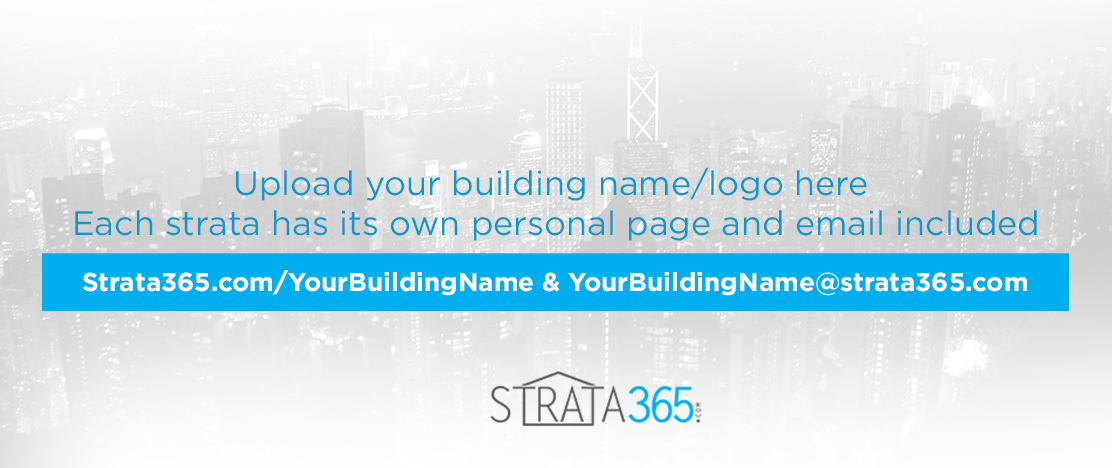 Upload your building name/logo here
Each strata has its own personal page and email included
Strata365.com/YourBuildingName & YourBuildingName@strata365.com
STRATA365.com